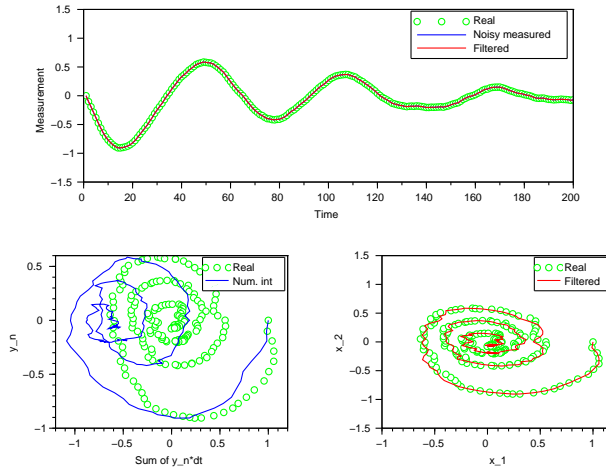 1.5
1
0.5
0
−0.5
−1
−1.5
Measurement
0 20 40 60 80 100 120 140 160 180 200
Time
Real
Noisy measured
Filtered
0.5
0
−0.5
−1
y_n
−1 −0.5 0 0.5 1
Sum of y_n*dt
Real
Num. int
1.5
1
0.5
0
−0.5
−1
−1.5
x_2
−1.5 −1 −0.5 0 0.5 1
x_1
Real
Filtered